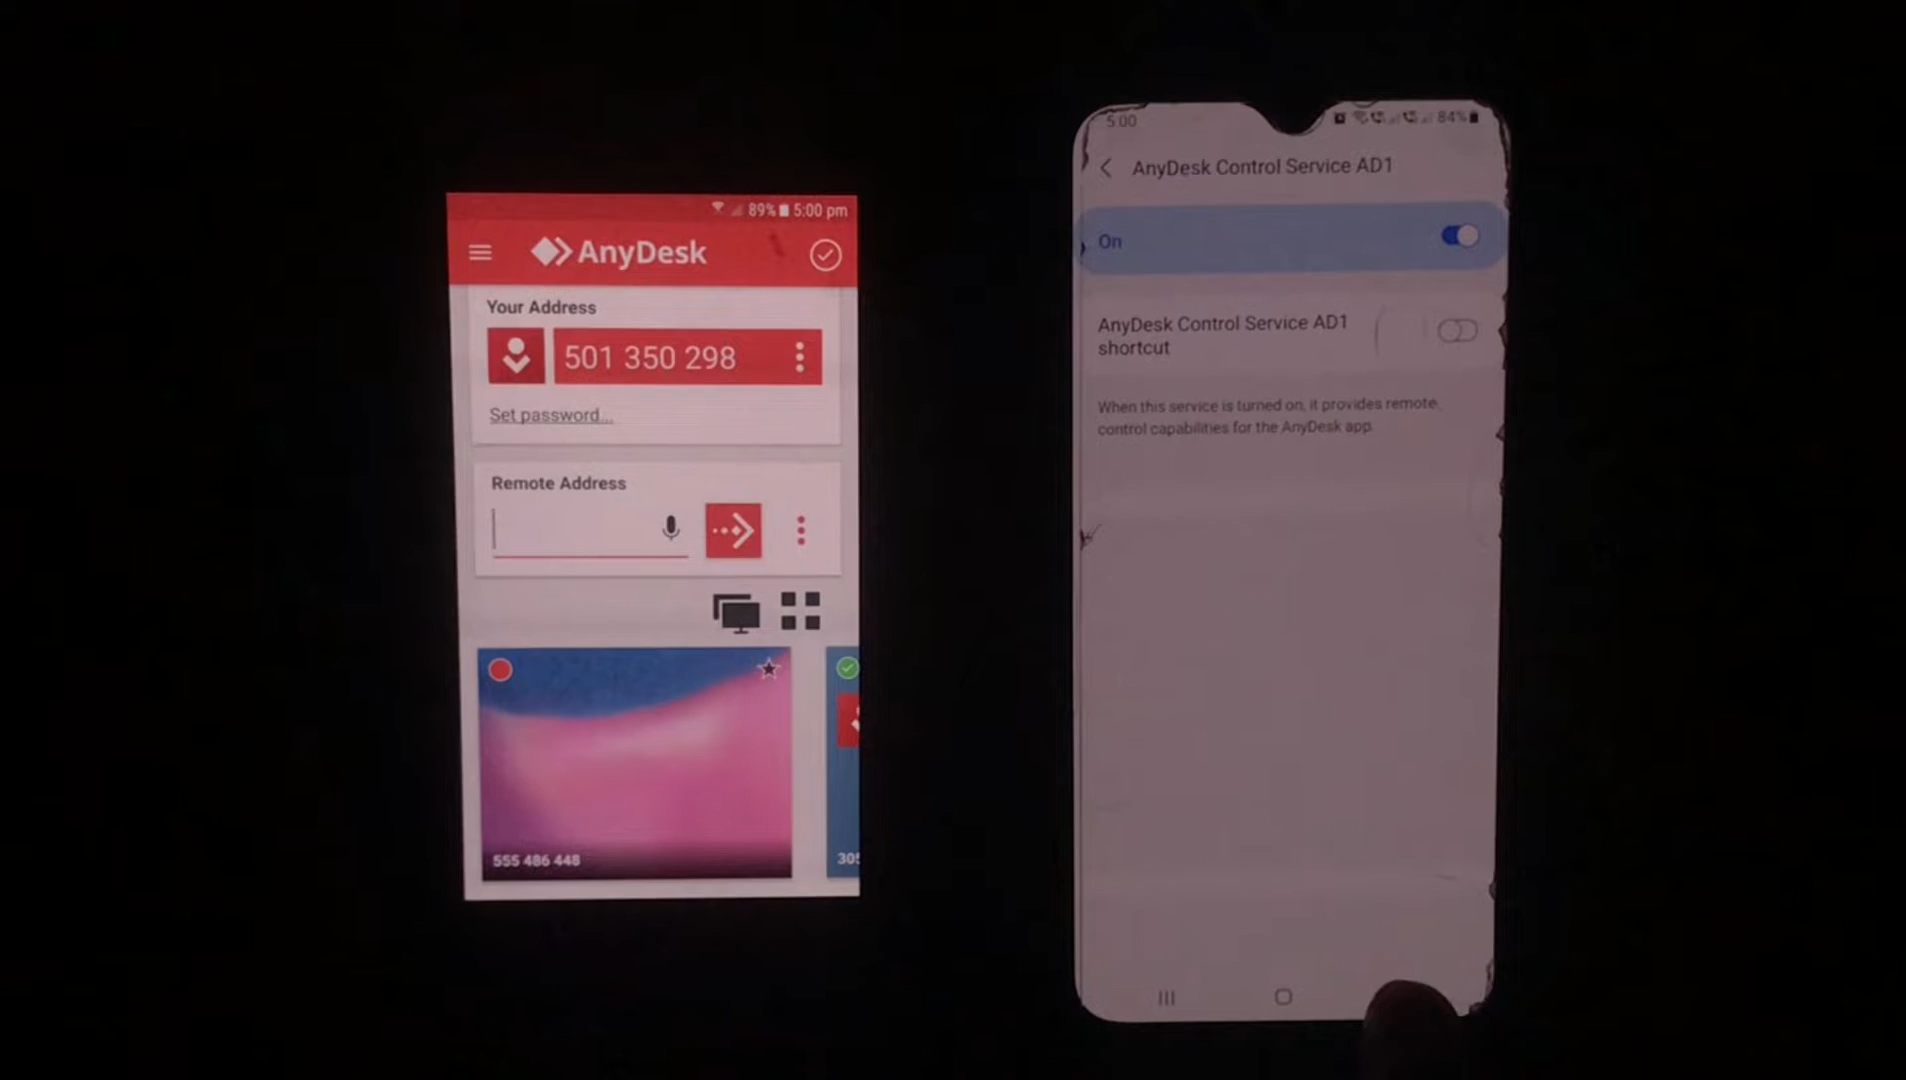 89% 5:00 pm
AnyDesk
Your Address
501 350 298
Set password...
Remote Address
555 486 448
305
5:00
84%
AnyDesk Control Service AD1
On
AnyDesk Control Service AD1
shortcut
When this service is turned on, it provides remote
control capabilities for the AnyDesk app.